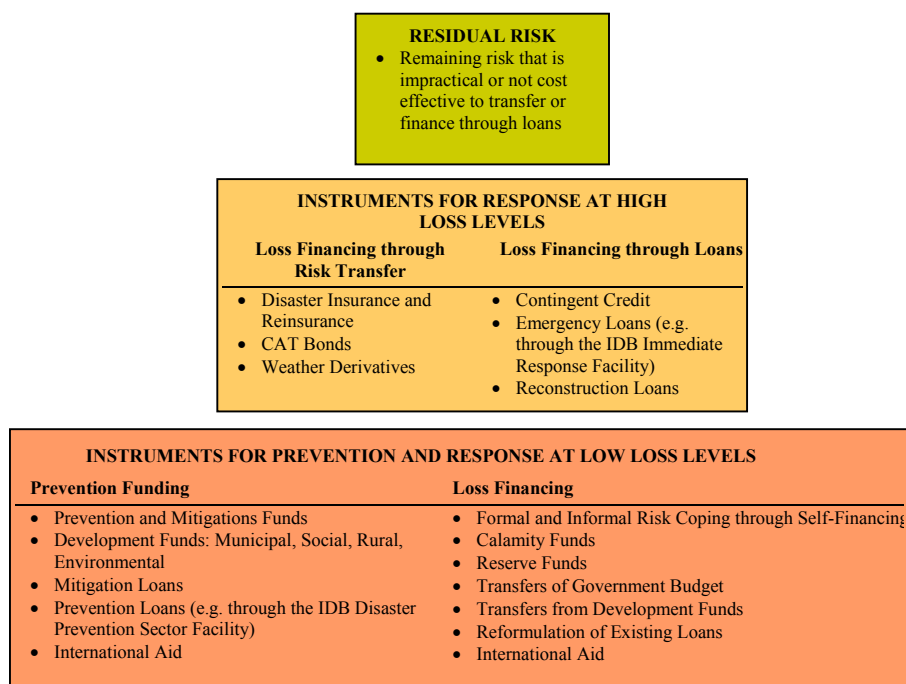 RESIDUAL RISK
• Remaining risk that is
impractical or not cost
effective to transfer or
finance through loans
INSTRUMENTS FOR RESPONSE AT HIGH
LOSS LEVELS
Loss Financing through
Risk Transfer
• Disaster Insurance and
Reinsurance
• CAT Bonds
• Weather Derivatives
Loss Financing through Loans
• Contingent Credit
• Emergency Loans (e.g.
through the IDB Immediate
Response Facility)
• Reconstruction Loans
INSTRUMENTS FOR PREVENTION AND RESPONSE AT LOW LOSS LEVELS
Prevention Funding
• Prevention and Mitigations Funds
• Development Funds: Municipal, Social, Rural,
Environmental
• Mitigation Loans
• Prevention Loans (e.g. through the IDB Disaster
Prevention Sector Facility)
• International Aid
Loss Financing
• Formal and Informal Risk Coping through Self-Financing
• Calamity Funds
• Reserve Funds
• Transfers of Government Budget
• Transfers from Development Funds
• Reformulation of Existing Loans
• International Aid